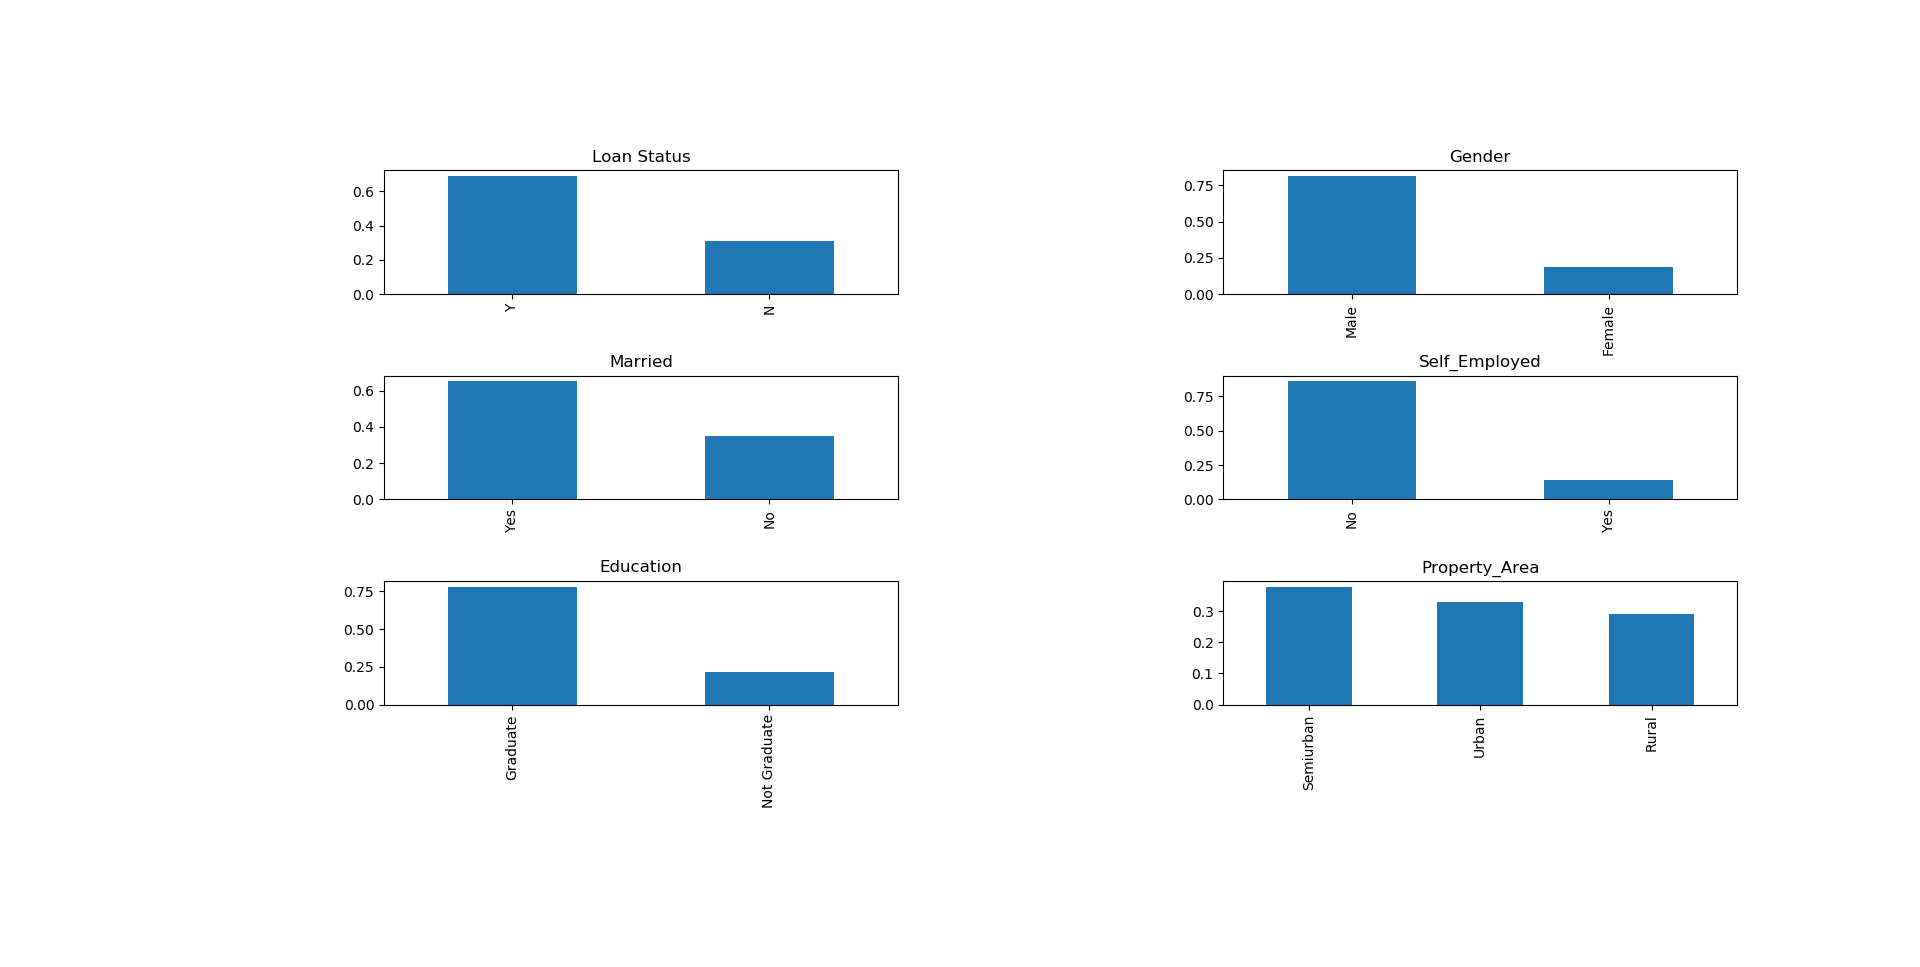 Loan Status
0.6
0.4
0.2
0.0
Y
N
Gender
0.75
0.50
0.25
0.00
Male
Female
Married
0.6
0.4
0.2
0.0
Yes
No
Self_Employed
0.75
0.50
0.25
0.00
No
Yes
Education
0.75
0.50
0.25
0.00
Graduate
Not Graduate
Property_Area
0.3
0.2
0.1
0.0
Semiurban
Urban
Rural